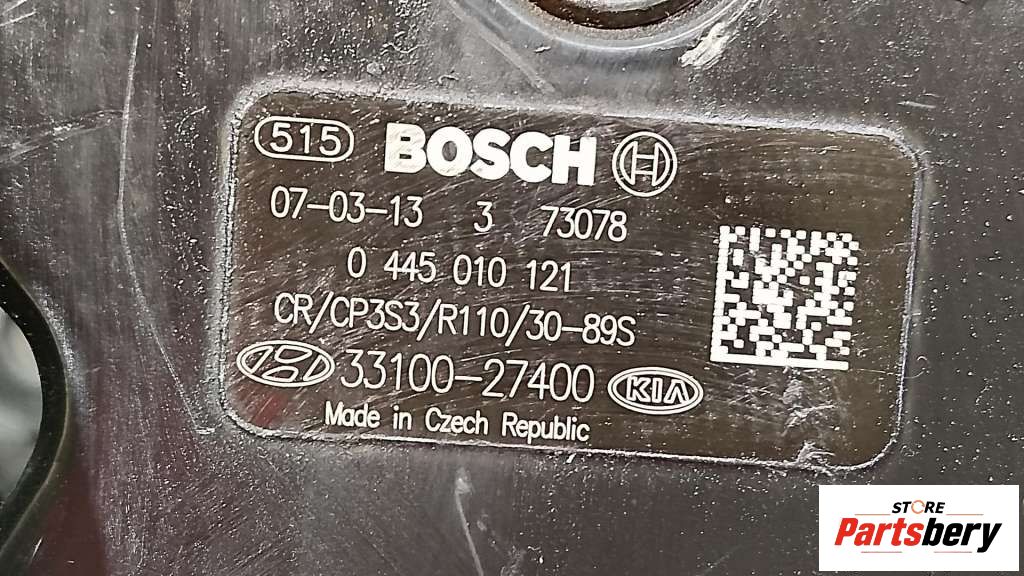 515 BOSCH
07-03-13 3 73078
0 445 010 121
CR/CP3S3/R110/30-89S
33100-27400 KIA
Made in Czech Republic
STORE
Partsbery